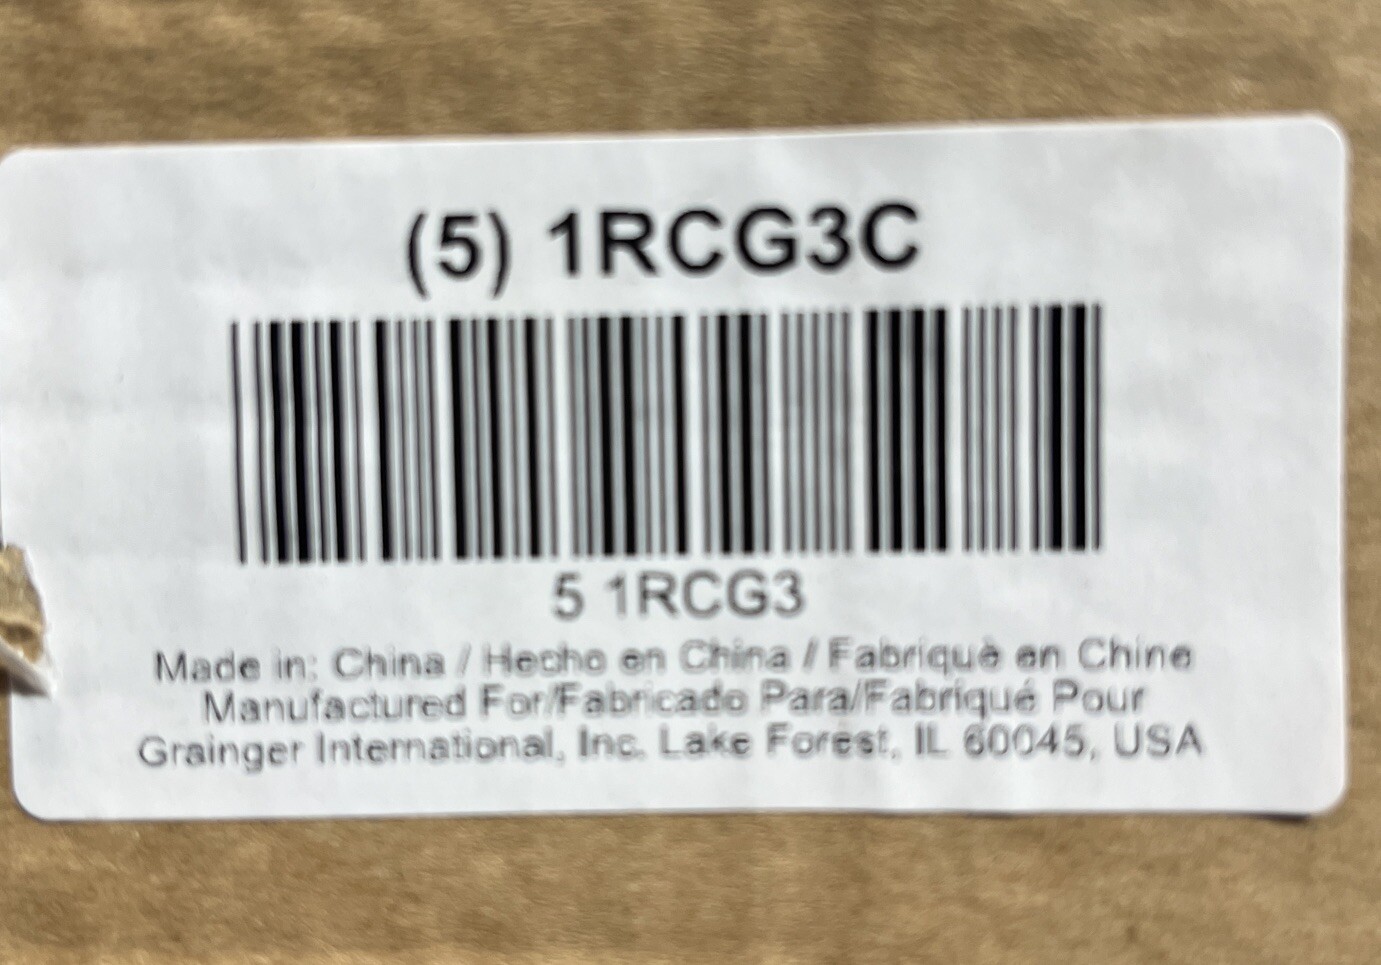 (5) 1RCG3C
5 1RCG3
Made in: China / Hecho en China / Fabriquè en Chine
Manufactured For/Fabricado Para/Fabriqué Pour
Grainger International, Inc. Lake Forest, IL 60045, USA